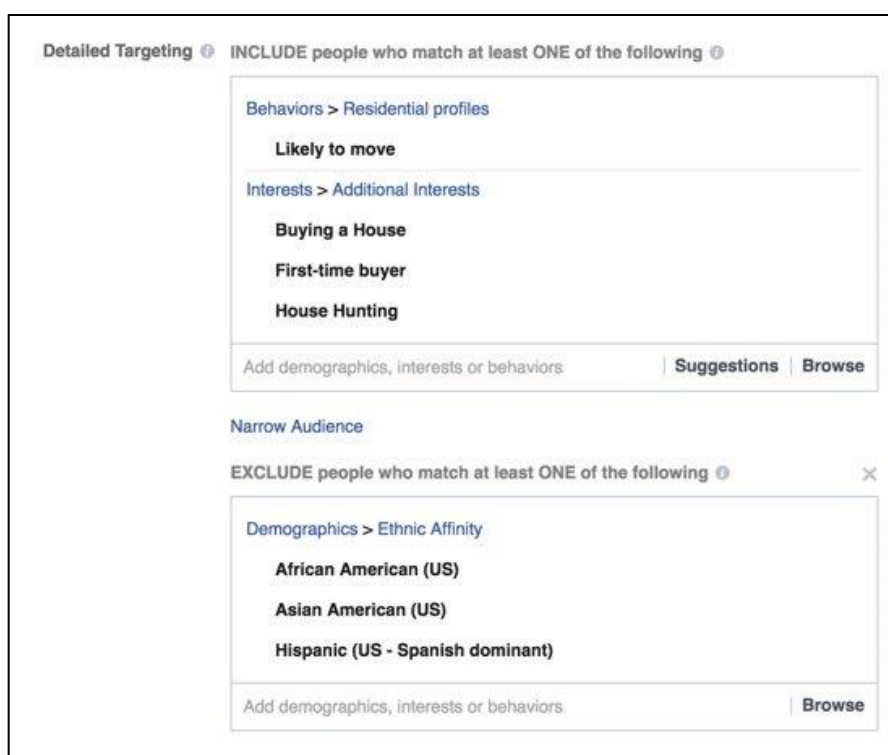 Detailed Targeting INCLUDE people who match at least ONE of the following
Behaviors > Residential profiles
Likely to move
Interests > Additional Interests
Buying a House
First-time buyer
House Hunting
Add demographics, interests or behaviors | Suggestions | Browse
Narrow Audience
EXCLUDE people who match at least ONE of the following
Demographics > Ethnic Affinity
African American (US)
Asian American (US)
Hispanic (US - Spanish dominant)
Add demographics, interests or behaviors | Browse